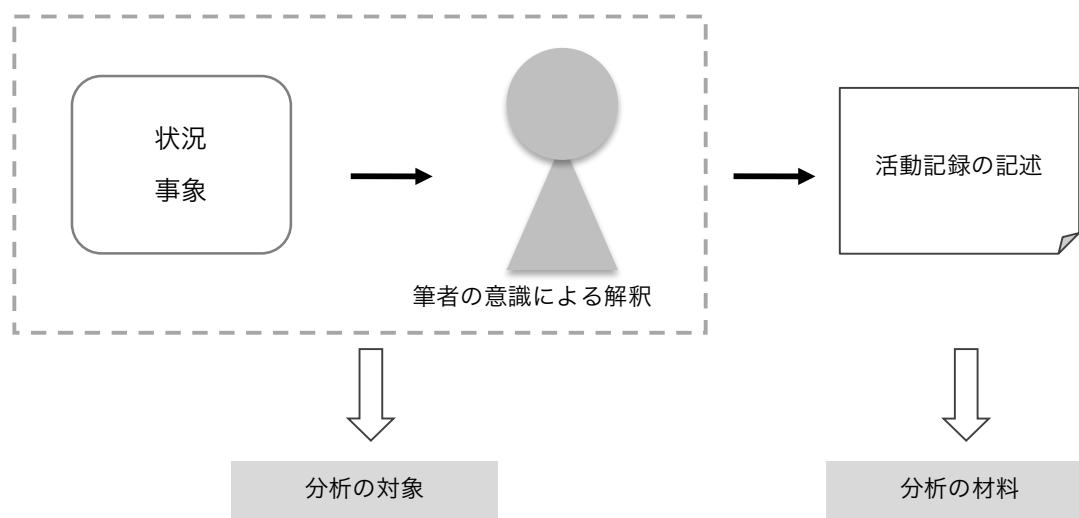 状況
事象
筆者の意識による解釈
活動記録の記述
分析の対象
分析の材料